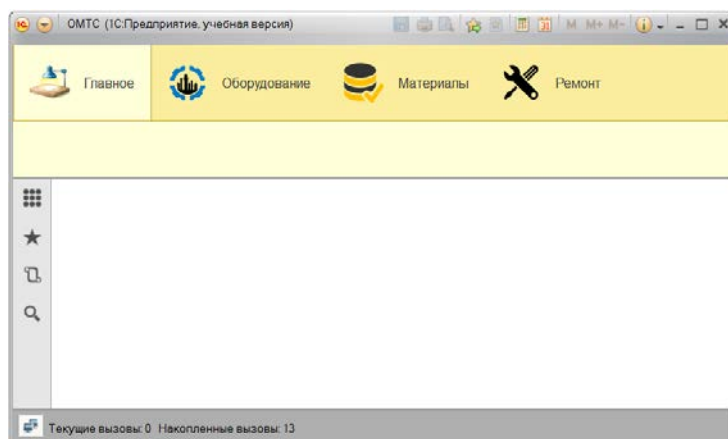 ОМТС (1С:Предприятие, учебная версия) M M+ M-
Главное Оборудование Материалы Ремонт
Текущие вызовы: 0 Накопленные вызовы: 13